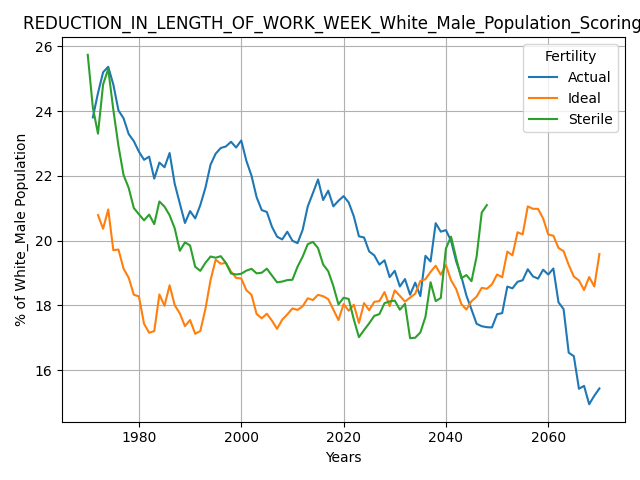 REDUCTION_IN_LENGTH_OF_WORK_WEEK_White_Male_Population_Scoring
26
24
22
20
18
16
% of White_Male Population
Fertility
Actual
Ideal
Sterile
1980 2000 2020 2040 2060
Years